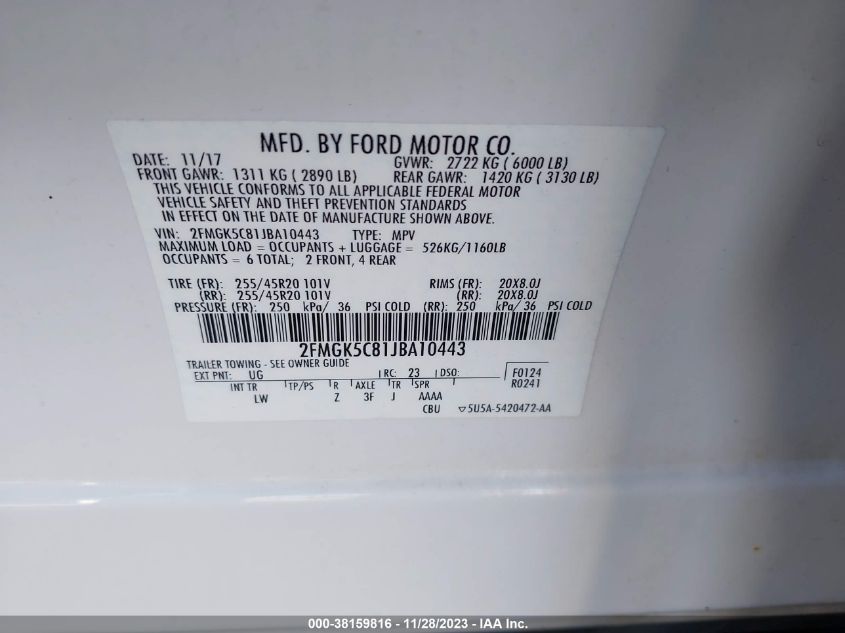 MFD. BY FORD MOTOR CO.
DATE: 11/17 GVWR: 2722 KG ( 6000 LB)
FRONT GAWR: 1311 KG ( 2890 LB) REAR GAWR: 1420 KG ( 3130 LB)
THIS VEHICLE CONFORMS TO ALL APPLICABLE FEDERAL MOTOR
VEHICLE SAFETY AND THEFT PREVENTION STANDARDS
IN EFFECT ON THE DATE OF MANUFACTURE SHOWN ABOVE.
VIN: 2FMGK5C81JBA10443 TYPE: MPV
MAXIMUM LOAD = OCCUPANTS + LUGGAGE = 526KG/1160LB
OCCUPANTS = 6 TOTAL; 2 FRONT, 4 REAR
TIRE (FR): 255/45R20 101V RIMS (FR): 20X8.0J
(RR): 255/45R20 101V (RR): 20X8.0J
PRESSURE (FR): 250 kPa/ 36 PSI COLD (RR): 250 kPa/ 36 PSI COLD
2FMGK5C81JBA10443
TRAILER TOWING - SEE OWNER GUIDE
EXT PNT: UG RC: 23 DSO: F0124
INT TR TP/PS R AXLE TR SPR R0241
LW Z 3F J AAAA
CBU ▽5U5A-5420472-AA
000-38159816 - 11/28/2023 - IAA Inc.